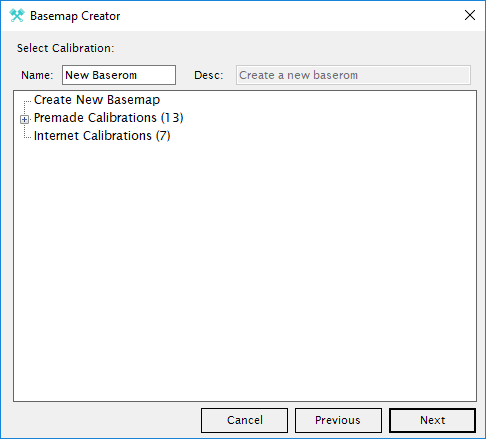 Basemap Creator
Select Calibration:
Name: New Baserom Desc: Create a new baserom
Create New Basemap
Premade Calibrations (13)
Internet Calibrations (7)
Cancel Previous Next